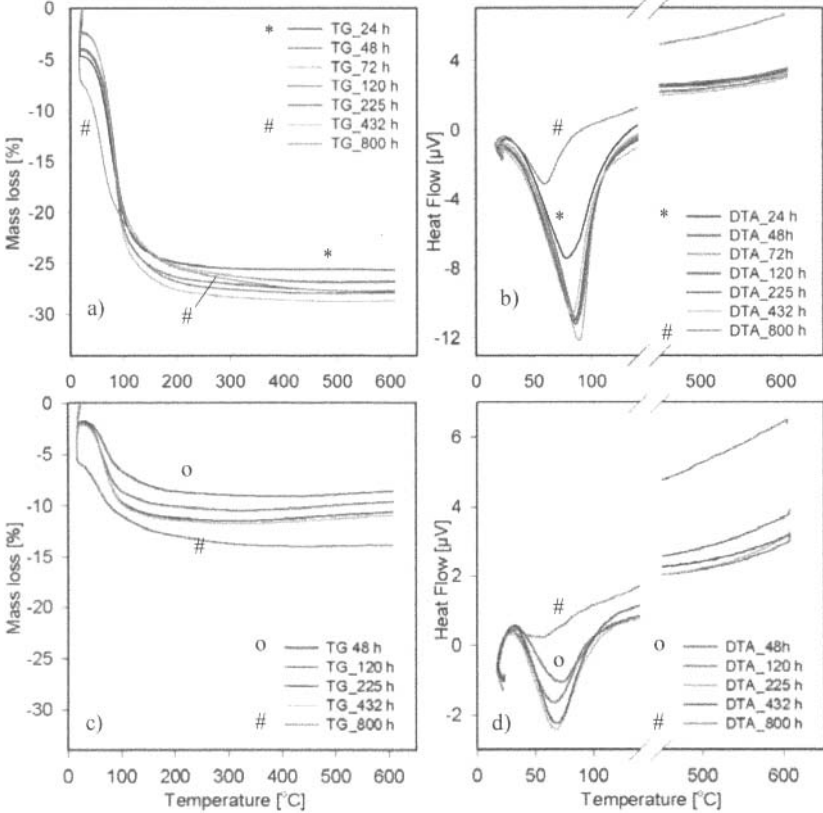 0
-5
-10
-15
-20
-25
-30
Mass loss [%]
*
TG_24 h
TG_48 h
TG_72 h
TG_120 h
TG_225 h
# TG_432 h
TG_800 h
#
*
#
a)
0 100 200 300 400 500 600
4
0
-4
-8
-12
Heat Flow [µV]
#
*
*
DTA_24 h
DTA_48h
DTA_72h
DTA_120 h
DTA_225 h
DTA_432 h
# DTA_800 h
b)
0 50 100 500 600
0
-5
-10
-15
-20
-25
-30
Mass loss [%]
o
#
o TG 48 h
TG_120 h
TG_225 h
TG_432 h
# TG_800 h
c)
0 100 200 300 400 500 600
Temperature [°C]
6
4
2
0
-2
Heat Flow [µV]
#
o
o DTA_48h
DTA_120 h
DTA_225 h
DTA_432 h
# DTA_800 h
d)
0 50 100 500 600
Temperature [°C]